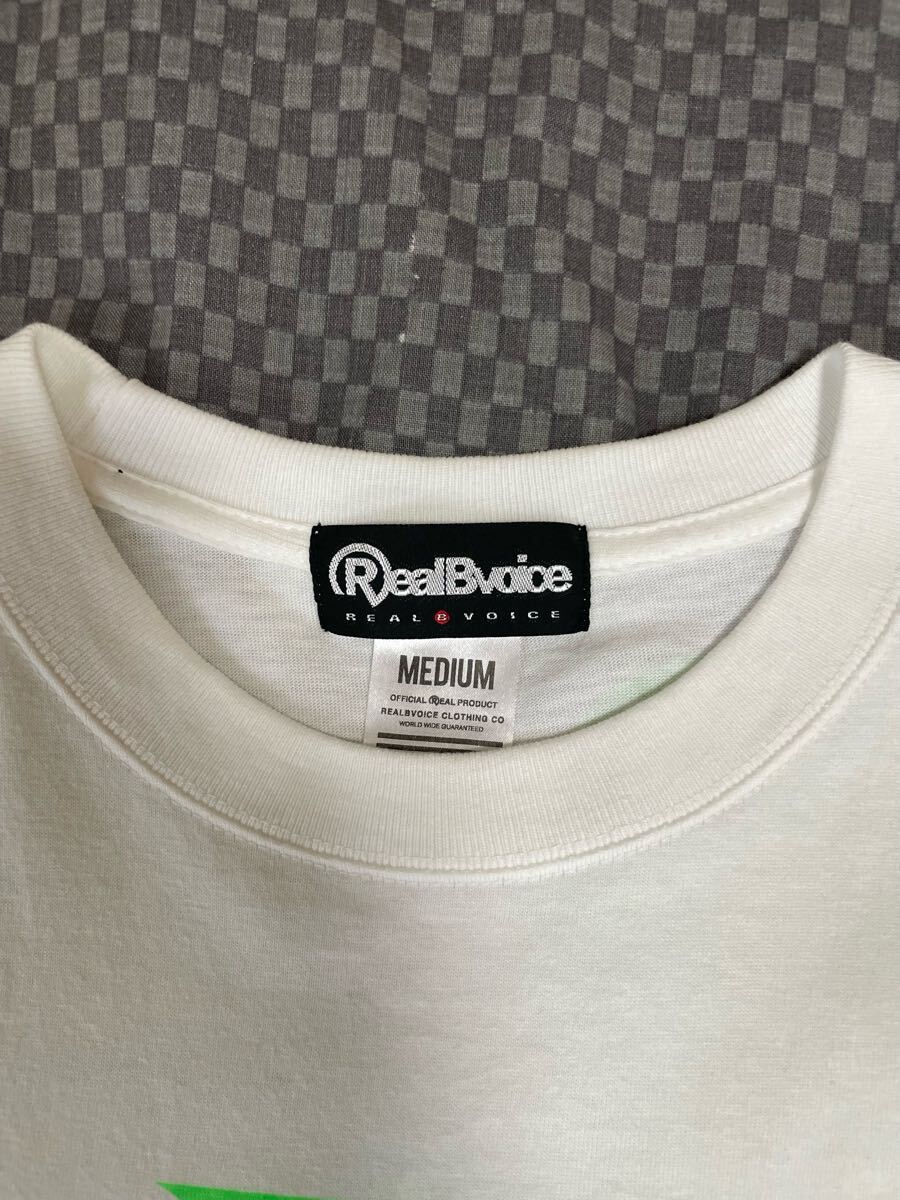 RealBvoice
REAL B VOICE
MEDIUM
OFFICIAL REAL PRODUCT
REALBVOICE CLOTHING CO
WORLD WIDE GUARANTEED